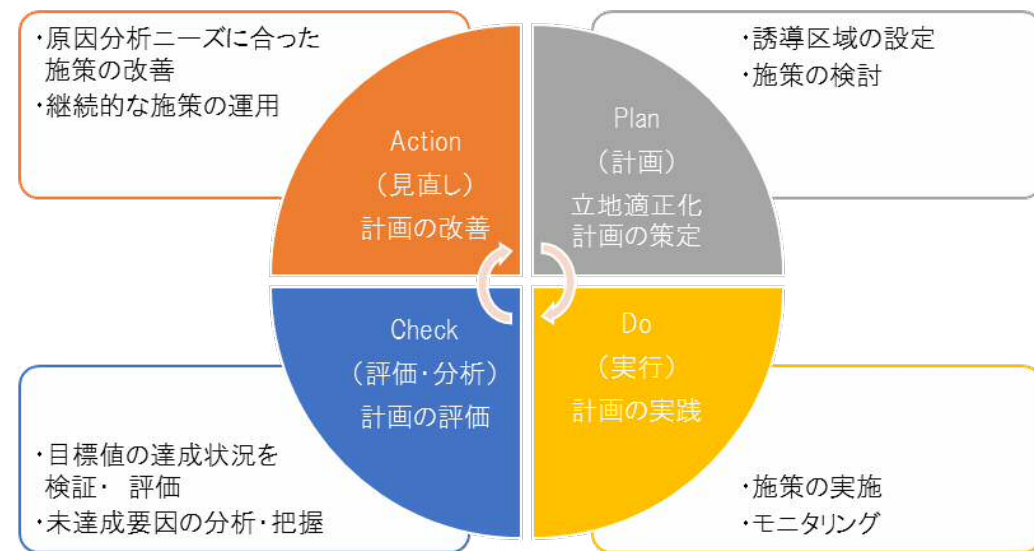 ・原因分析ニーズに合った
施策の改善
・継続的な施策の運用
Action
（見直し）
計画の改善
・誘導区域の設定
・施策の検討
Plan
（計画）
立地適正化
計画の策定
Check
（評価・分析）
計画の評価
・目標値の達成状況を
検証・ 評価
・未達成要因の分析・把握
Do
（実行）
計画の実践
・施策の実施
・モニタリング